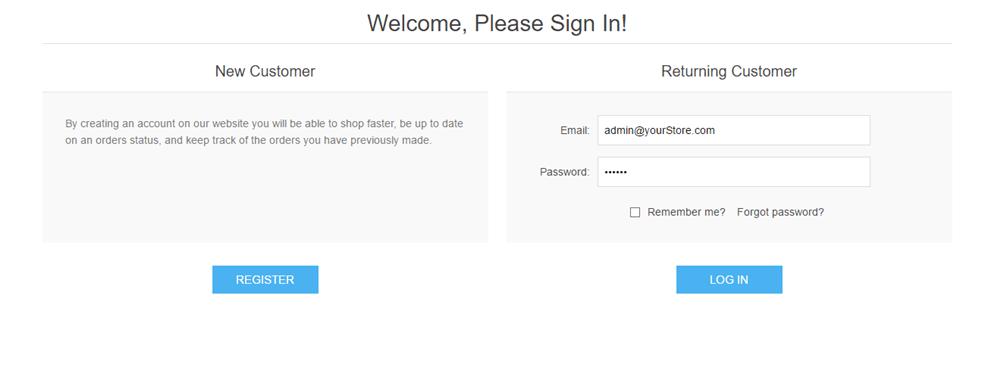 Welcome, Please Sign In!
New Customer
By creating an account on our website you will be able to shop faster, be up to date
on an orders status, and keep track of the orders you have previously made.
REGISTER
Returning Customer
Email: admin@yourStore.com
Password: ••••••
Remember me? Forgot password?
LOG IN